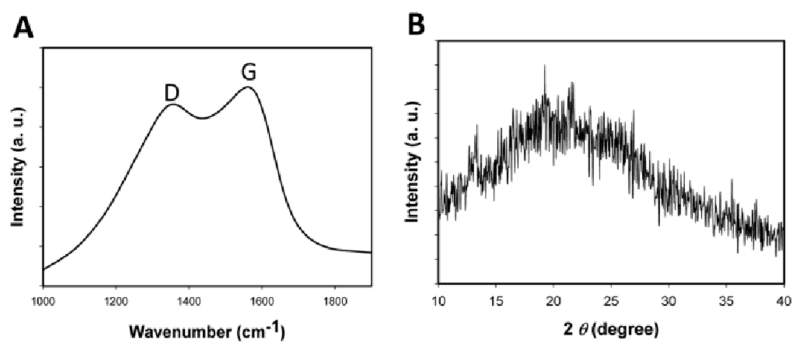 A
Intensity (a. u.)
D
G
1000 1200 1400 1600 1800
Wavenumber (cm-1)
B
Intensity (a. u.)
10 15 20 25 30 35 40
2 θ (degree)